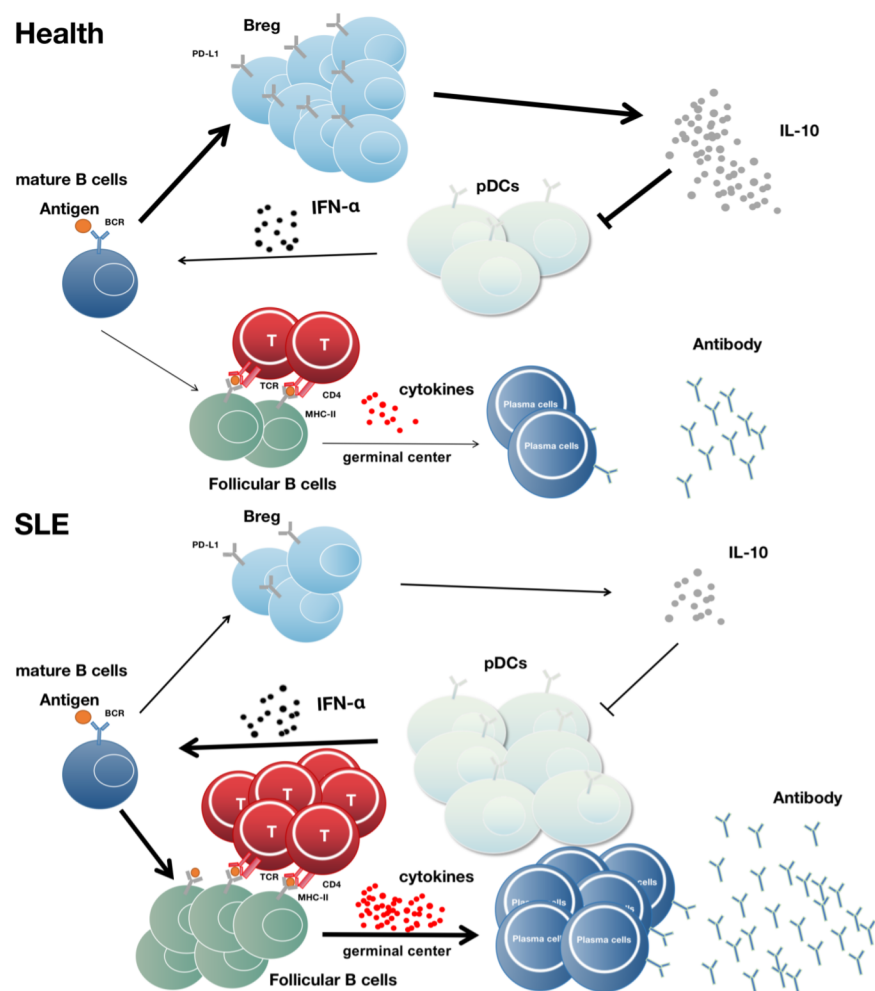 Health
Breg
PD-L1
IL-10
mature B cells
Antigen
BCR
IFN-α
pDCs
T
T
TCR
CD4
MHC-II
cytokines
germinal center
Follicular B cells
Plasma cells
Plasma cells
Antibody
SLE
Breg
PD-L1
IL-10
mature B cells
Antigen
BCR
IFN-α
pDCs
T
T
T
T
T
TCR
CD4
MHC-II
cytokines
germinal center
Follicular B cells
cells
Plasma cells
Antibody